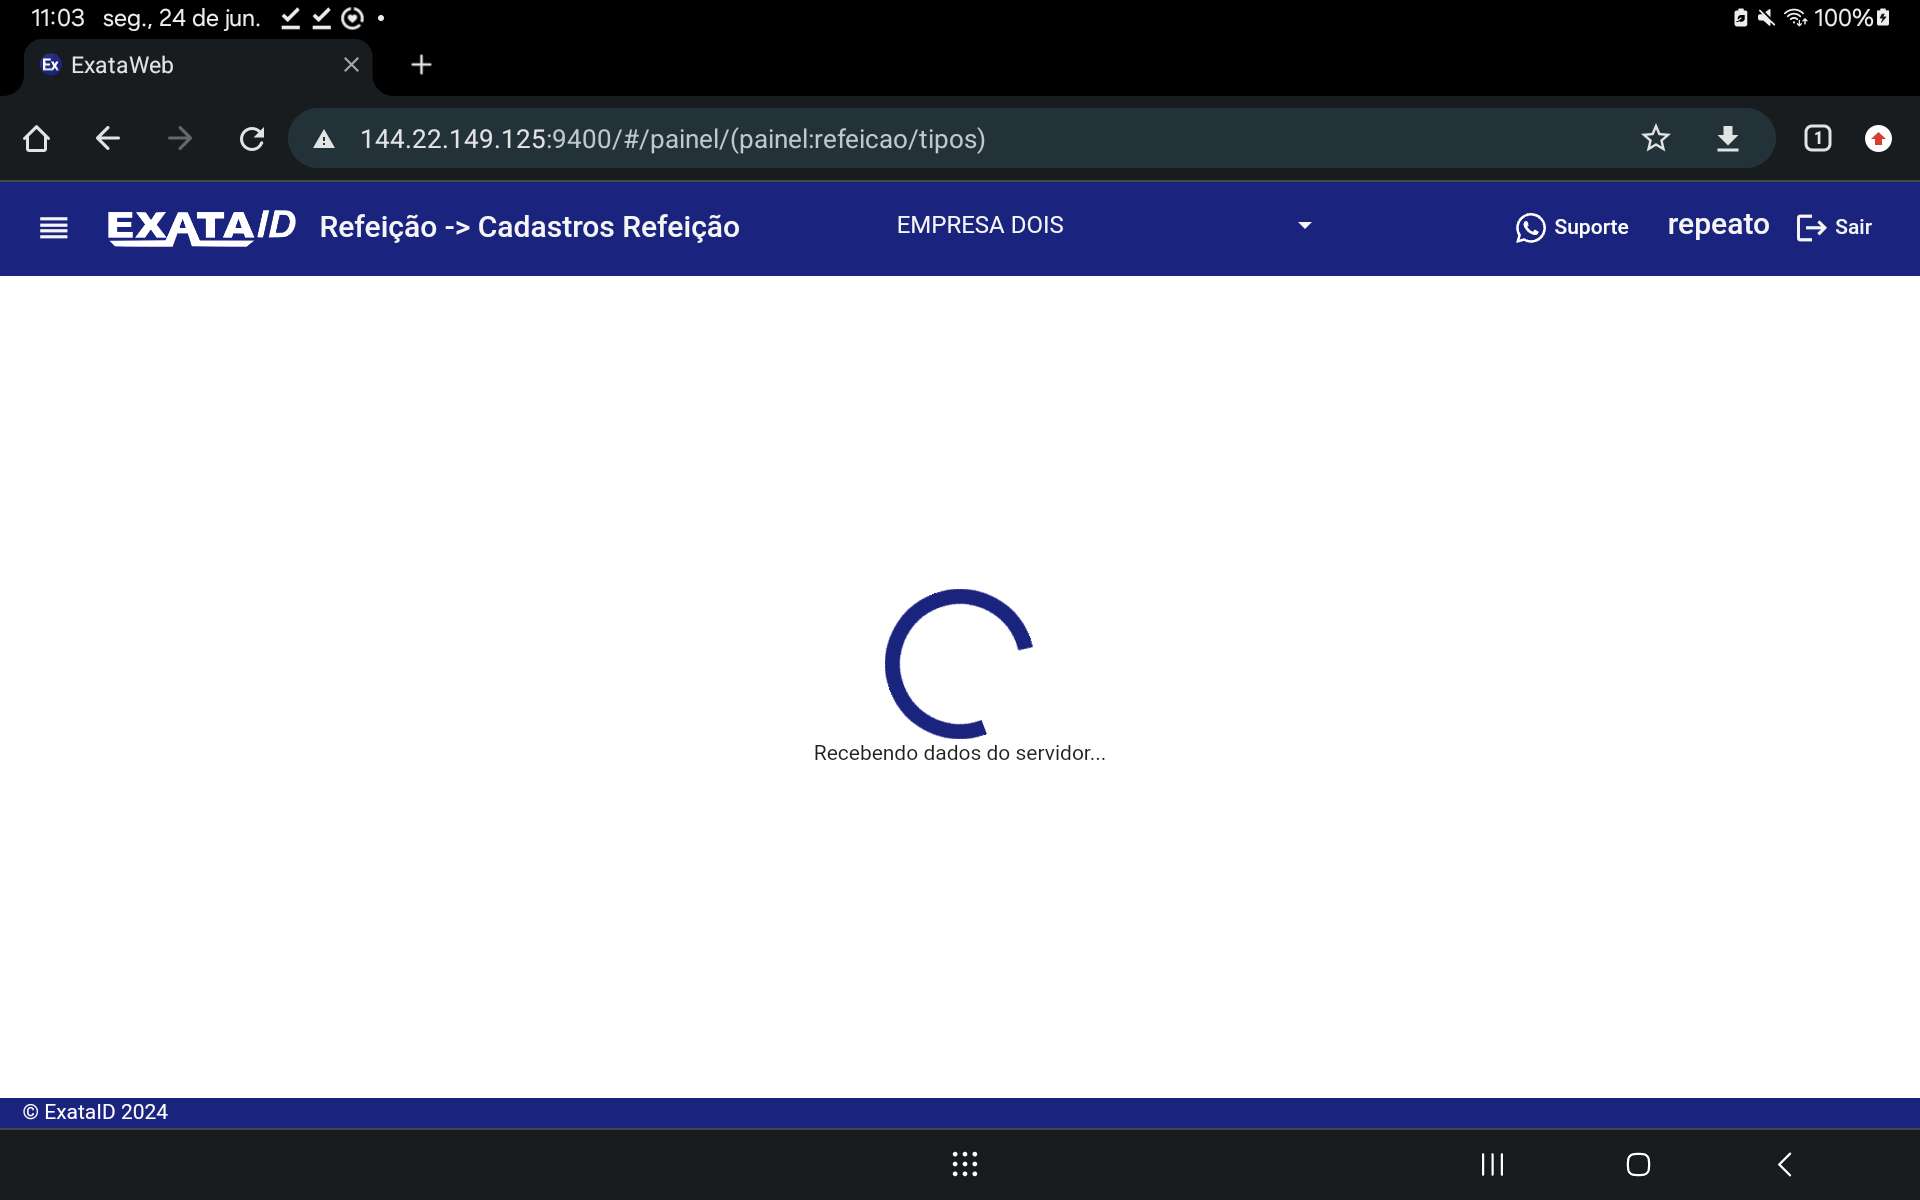 11:03 seg., 24 de jun. 100%
Ex ExataWeb
144.22.149.125:9400/#/painel/(painel:refeicao/tipos) 1
EXATAID Refeição -> Cadastros Refeição EMPRESA DOIS Suporte repeato Sair
Recebendo dados do servidor...
© ExataID 2024